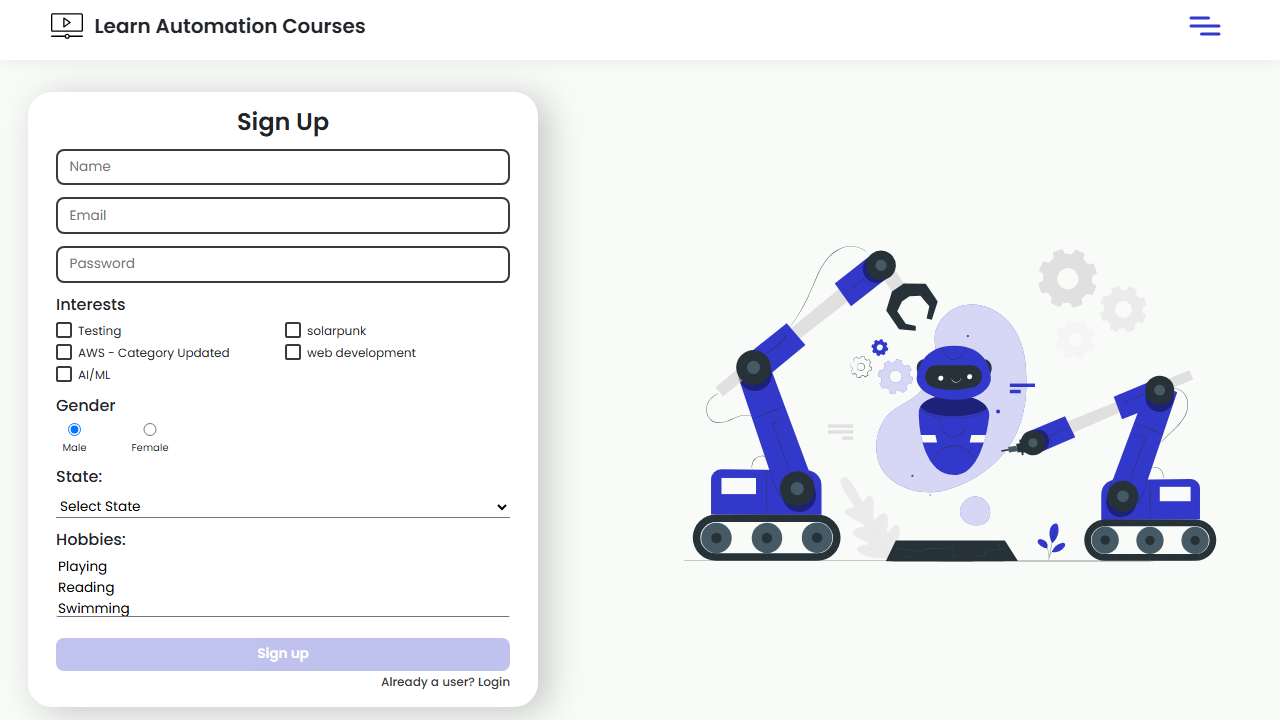 Learn Automation Courses
Sign Up
Name
Email
Password
Interests
Testing
solarpunk
AWS - Category Updated
web development
AI/ML
Gender
Male
Female
State:
Select State
Hobbies:
Playing
Reading
Swimming
Sign up
Already a user? Login